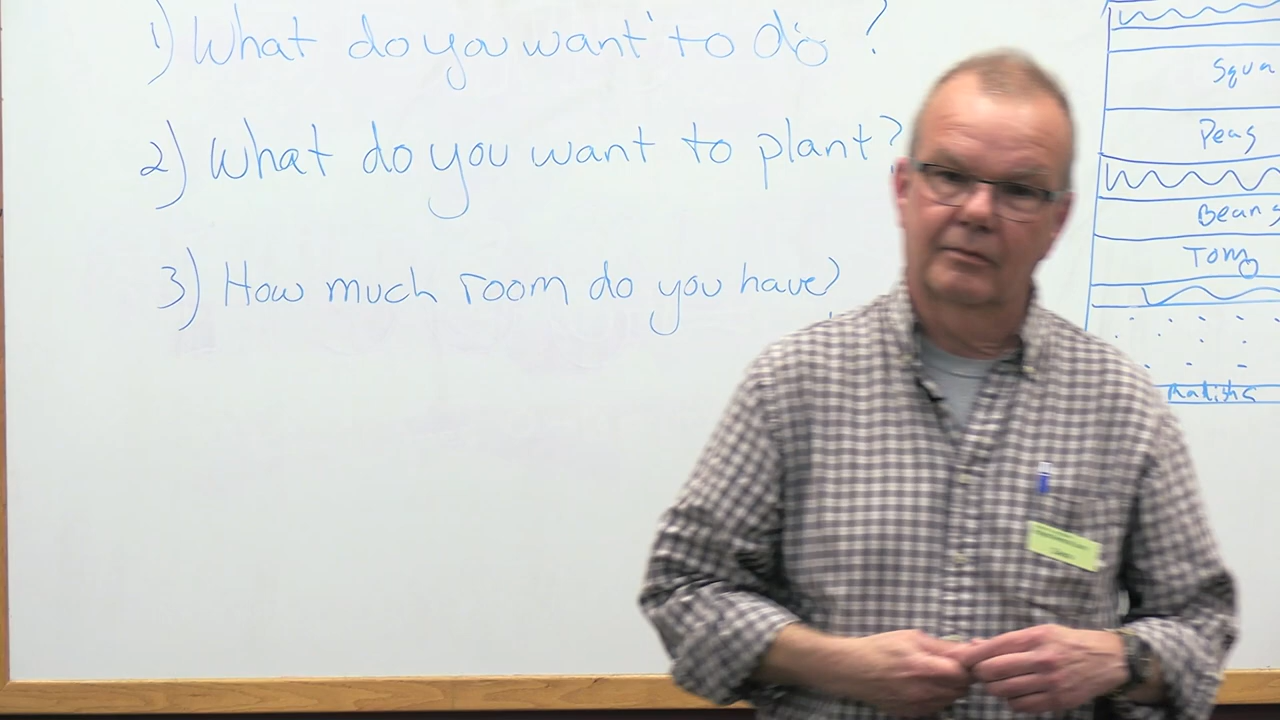 1) What do you want to do ?
2) What do you want to plant?
3) How much room do you have?
Squa
Peas
Beans
Tom